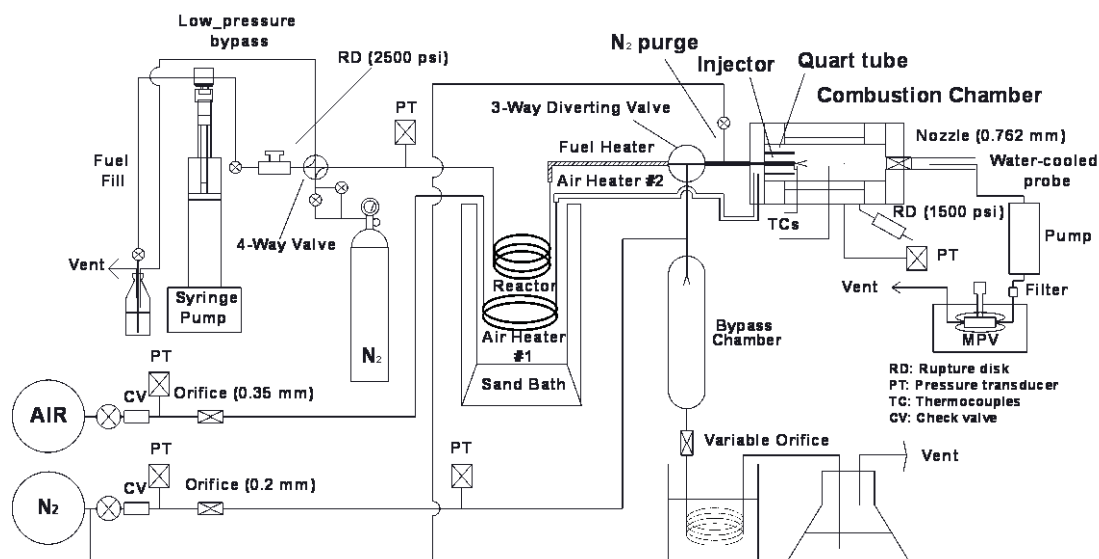 Low_pressure
bypass
RD (2500 psi)
PT
N₂ purge
Injector
Quart tube
Combustion Chamber
3-Way Diverting Valve
Nozzle (0.762 mm)
Fuel Heater
Water-cooled
probe
Fuel
Fill
Air Heater #2
TCs
RD (1500 psi)
PT
Pump
4-Way Valve
Vent
Syringe
Pump
N₂
Reactor
Air Heater
#1
Sand Bath
Bypass
Chamber
Vent
Filter
MPV
RD: Rupture disk
PT: Pressure transducer
TC: Thermocouples
CV: Check valve
PT
AIR
CV
Orifice (0.35 mm)
Variable Orifice
PT
PT
Vent
N₂
CV
Orifice (0.2 mm)